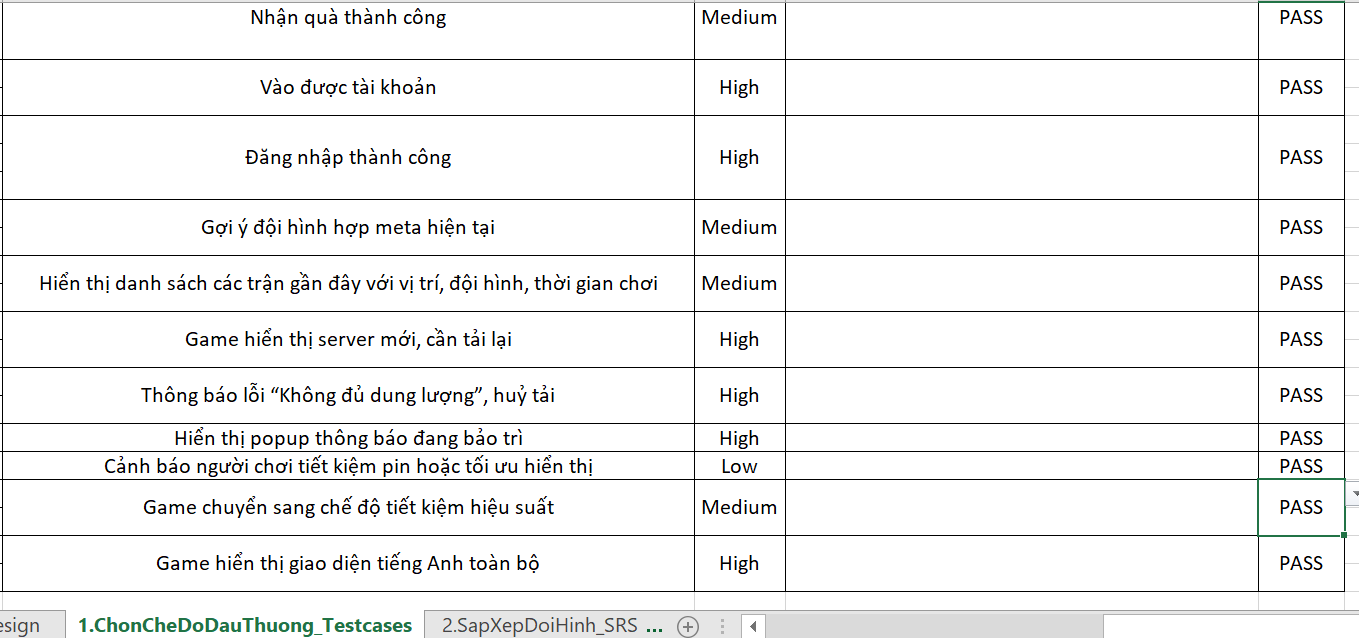 Nhận quà thành công Medium PASS
Vào được tài khoản High PASS
Đăng nhập thành công High PASS
Gợi ý đội hình hợp meta hiện tại Medium PASS
Hiển thị danh sách các trận gần đây với vị trí, đội hình, thời gian chơi Medium PASS
Game hiển thị server mới, cần tải lại High PASS
Thông báo lỗi “Không đủ dung lượng”, huỷ tải High PASS
Hiển thị popup thông báo đang bảo trì High PASS
Cảnh báo người chơi tiết kiệm pin hoặc tối ưu hiển thị Low PASS
Game chuyển sang chế độ tiết kiệm hiệu suất Medium PASS
Game hiển thị giao diện tiếng Anh toàn bộ High PASS
esign 1.ChonCheDoDauThuong_Testcases 2.SapXepDoiHinh_SRS ...